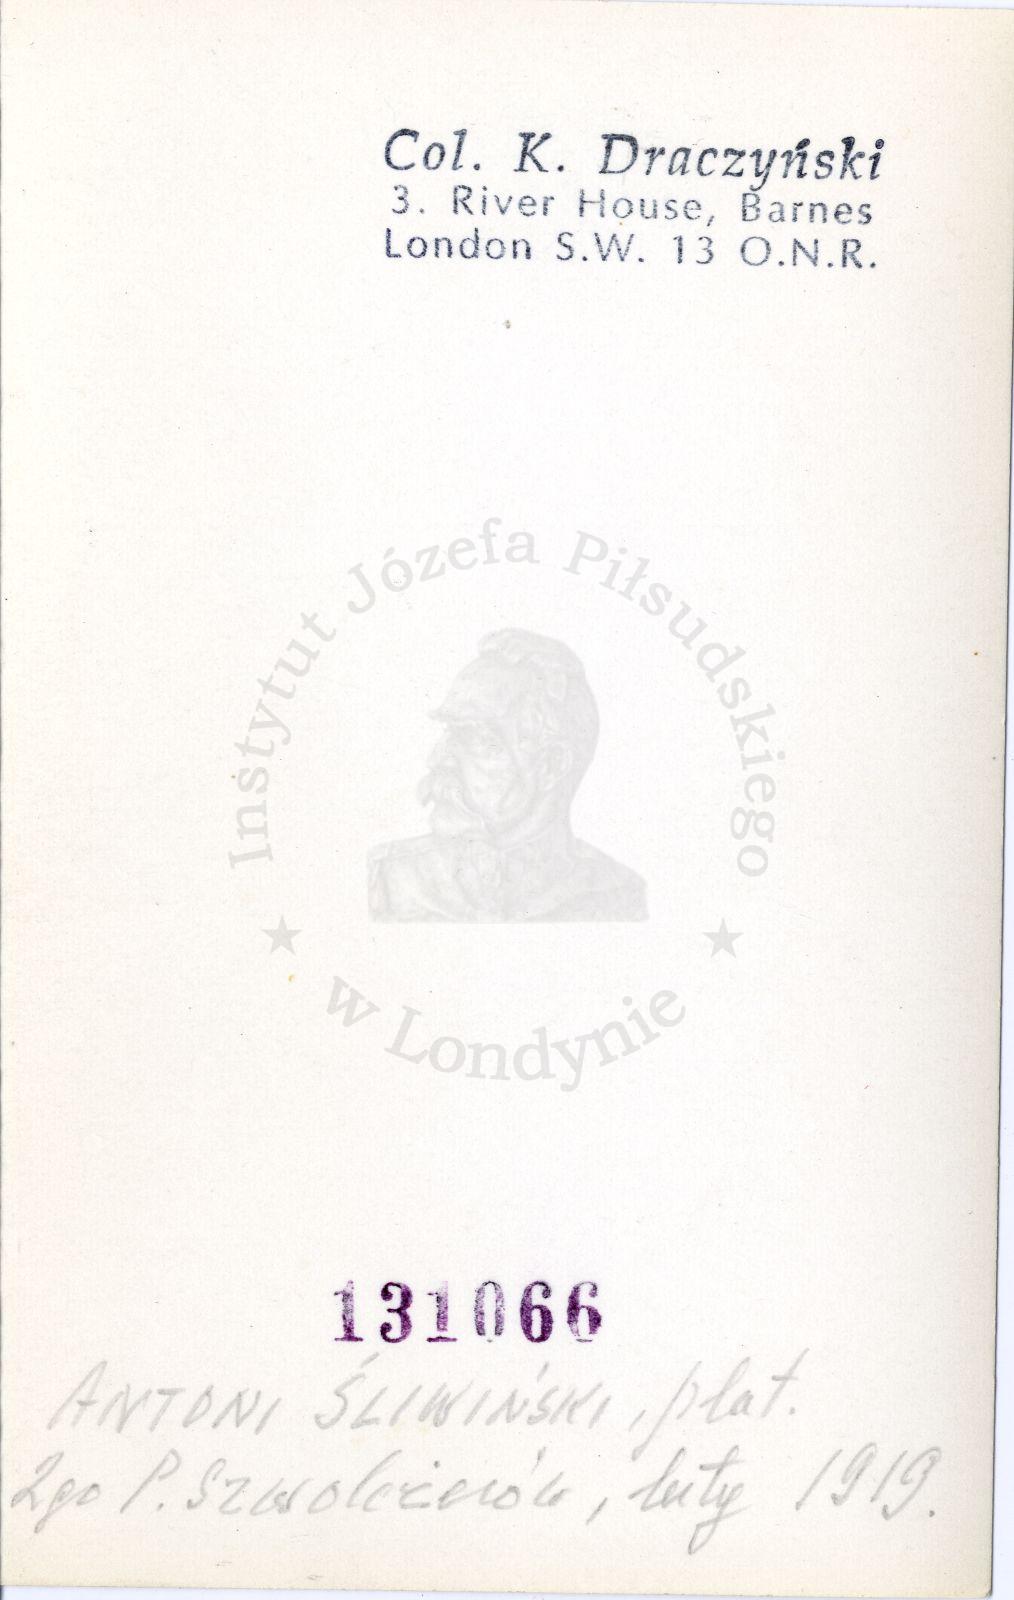 Col. K. Draczyński
3. River House, Barnes
London S.W. 13 O.N.R.
Instytut Józefa Piłsudskiego
w Londynie
131066
ANTONI ŚLIWIŃSKI, plat.
2go P. Szwoleżerów, luty 1919.